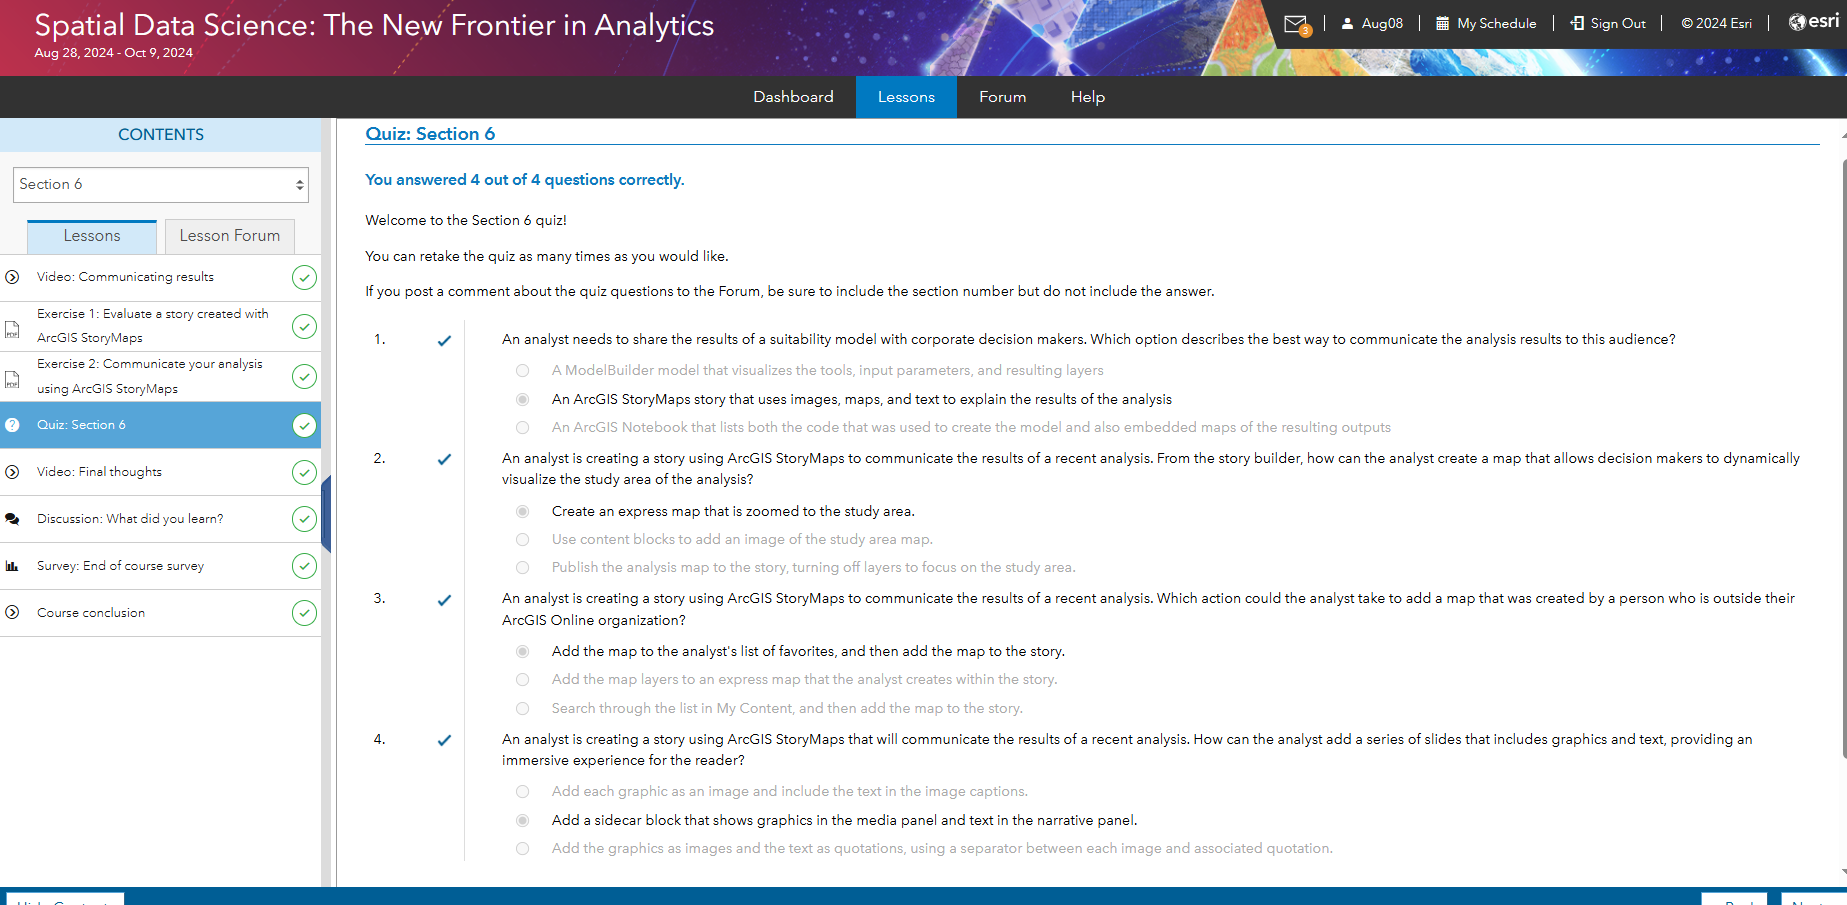 Spatial Data Science: The New Frontier in Analytics
Aug 28, 2024 - Oct 9, 2024
3
Aug08
My Schedule
Sign Out
© 2024 Esri
esri
Dashboard
Lessons
Forum
Help
CONTENTS
Section 6
Lessons
Lesson Forum
Video: Communicating results
PDF
Exercise 1: Evaluate a story created with
ArcGIS StoryMaps
PDF
Exercise 2: Communicate your analysis
using ArcGIS StoryMaps
? Quiz: Section 6
Video: Final thoughts
Discussion: What did you learn?
Survey: End of course survey
Course conclusion
Quiz: Section 6
You answered 4 out of 4 questions correctly.
Welcome to the Section 6 quiz!
You can retake the quiz as many times as you would like.
If you post a comment about the quiz questions to the Forum, be sure to include the section number but do not include the answer.
1. An analyst needs to share the results of a suitability model with corporate decision makers. Which option describes the best way to communicate the analysis results to this audience?
A ModelBuilder model that visualizes the tools, input parameters, and resulting layers
An ArcGIS StoryMaps story that uses images, maps, and text to explain the results of the analysis
An ArcGIS Notebook that lists both the code that was used to create the model and also embedded maps of the resulting outputs
2. An analyst is creating a story using ArcGIS StoryMaps to communicate the results of a recent analysis. From the story builder, how can the analyst create a map that allows decision makers to dynamically
visualize the study area of the analysis?
Create an express map that is zoomed to the study area.
Use content blocks to add an image of the study area map.
Publish the analysis map to the story, turning off layers to focus on the study area.
3. An analyst is creating a story using ArcGIS StoryMaps to communicate the results of a recent analysis. Which action could the analyst take to add a map that was created by a person who is outside their
ArcGIS Online organization?
Add the map to the analyst's list of favorites, and then add the map to the story.
Add the map layers to an express map that the analyst creates within the story.
Search through the list in My Content, and then add the map to the story.
4. An analyst is creating a story using ArcGIS StoryMaps that will communicate the results of a recent analysis. How can the analyst add a series of slides that includes graphics and text, providing an
immersive experience for the reader?
Add each graphic as an image and include the text in the image captions.
Add a sidecar block that shows graphics in the media panel and text in the narrative panel.
Add the graphics as images and the text as quotations, using a separator between each image and associated quotation.